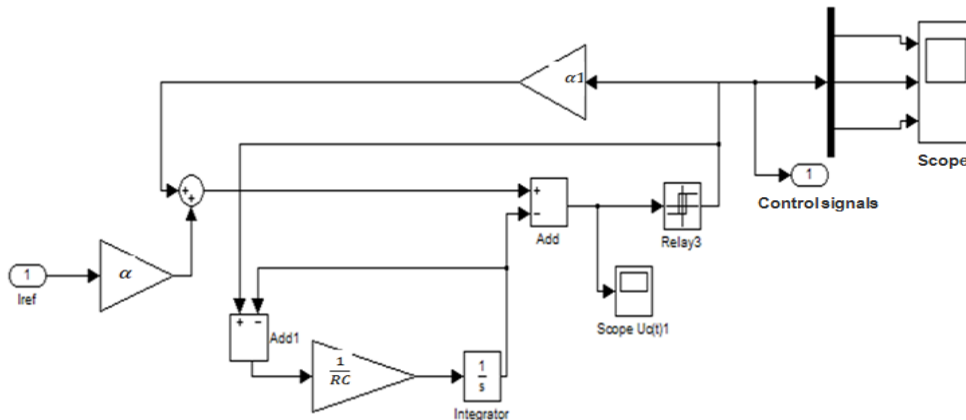 α1
Scope
1
Control signals
+
+
+
−
Add
Relay3
1
Iref
α
Scope Uc(t)1
+ −
Add1
1
RC
1
s
Integrator